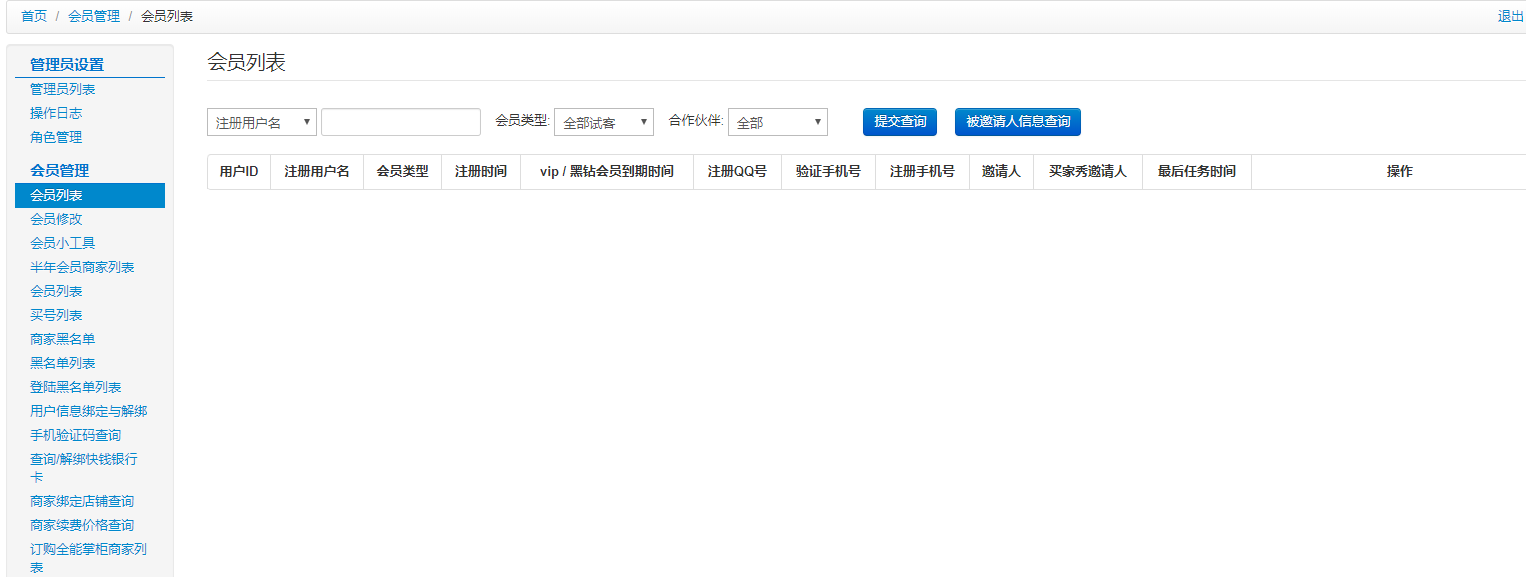 首页 / 会员管理 / 会员列表
退出
管理员设置
管理员列表
操作日志
角色管理
会员管理
会员列表
会员修改
会员小工具
半年会员商家列表
会员列表
买号列表
商家黑名单
黑名单列表
登陆黑名单列表
用户信息绑定与解绑
手机验证码查询
查询/解绑快钱银行
卡
商家绑定店铺查询
商家续费价格查询
订购全能掌柜商家列
表
会员列表
注册用户名 会员类型: 全部试客 合作伙伴: 全部 提交查询 被邀请人信息查询
用户ID 注册用户名 会员类型 注册时间 vip / 黑钻会员到期时间 注册QQ号 验证手机号 注册手机号 邀请人 买家秀邀请人 最后任务时间 操作